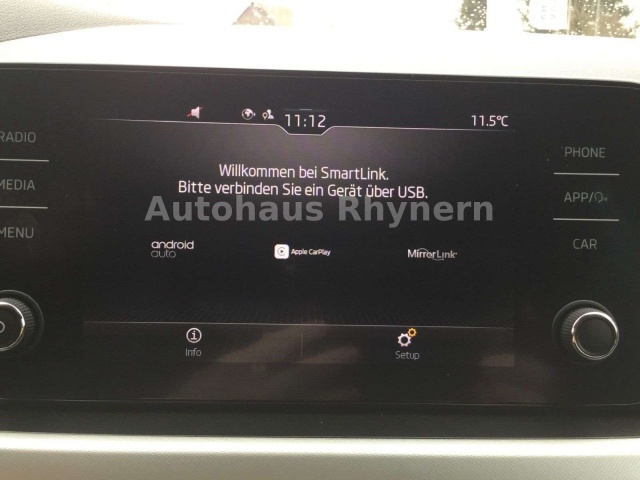 11:12
11.5°C
RADIO
MEDIA
MENU
Willkommen bei SmartLink.
Bitte verbinden Sie ein Gerät über USB.
Autohaus Rhynern
android auto
Apple CarPlay
MirrorLink
Info
Setup
PHONE
APP/
CAR